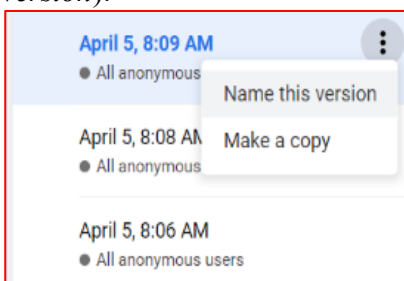 version).
April 5, 8:09 AM
All anonymous
Name this version
Make a copy
April 5, 8:08 AM
All anonymous
April 5, 8:06 AM
All anonymous users